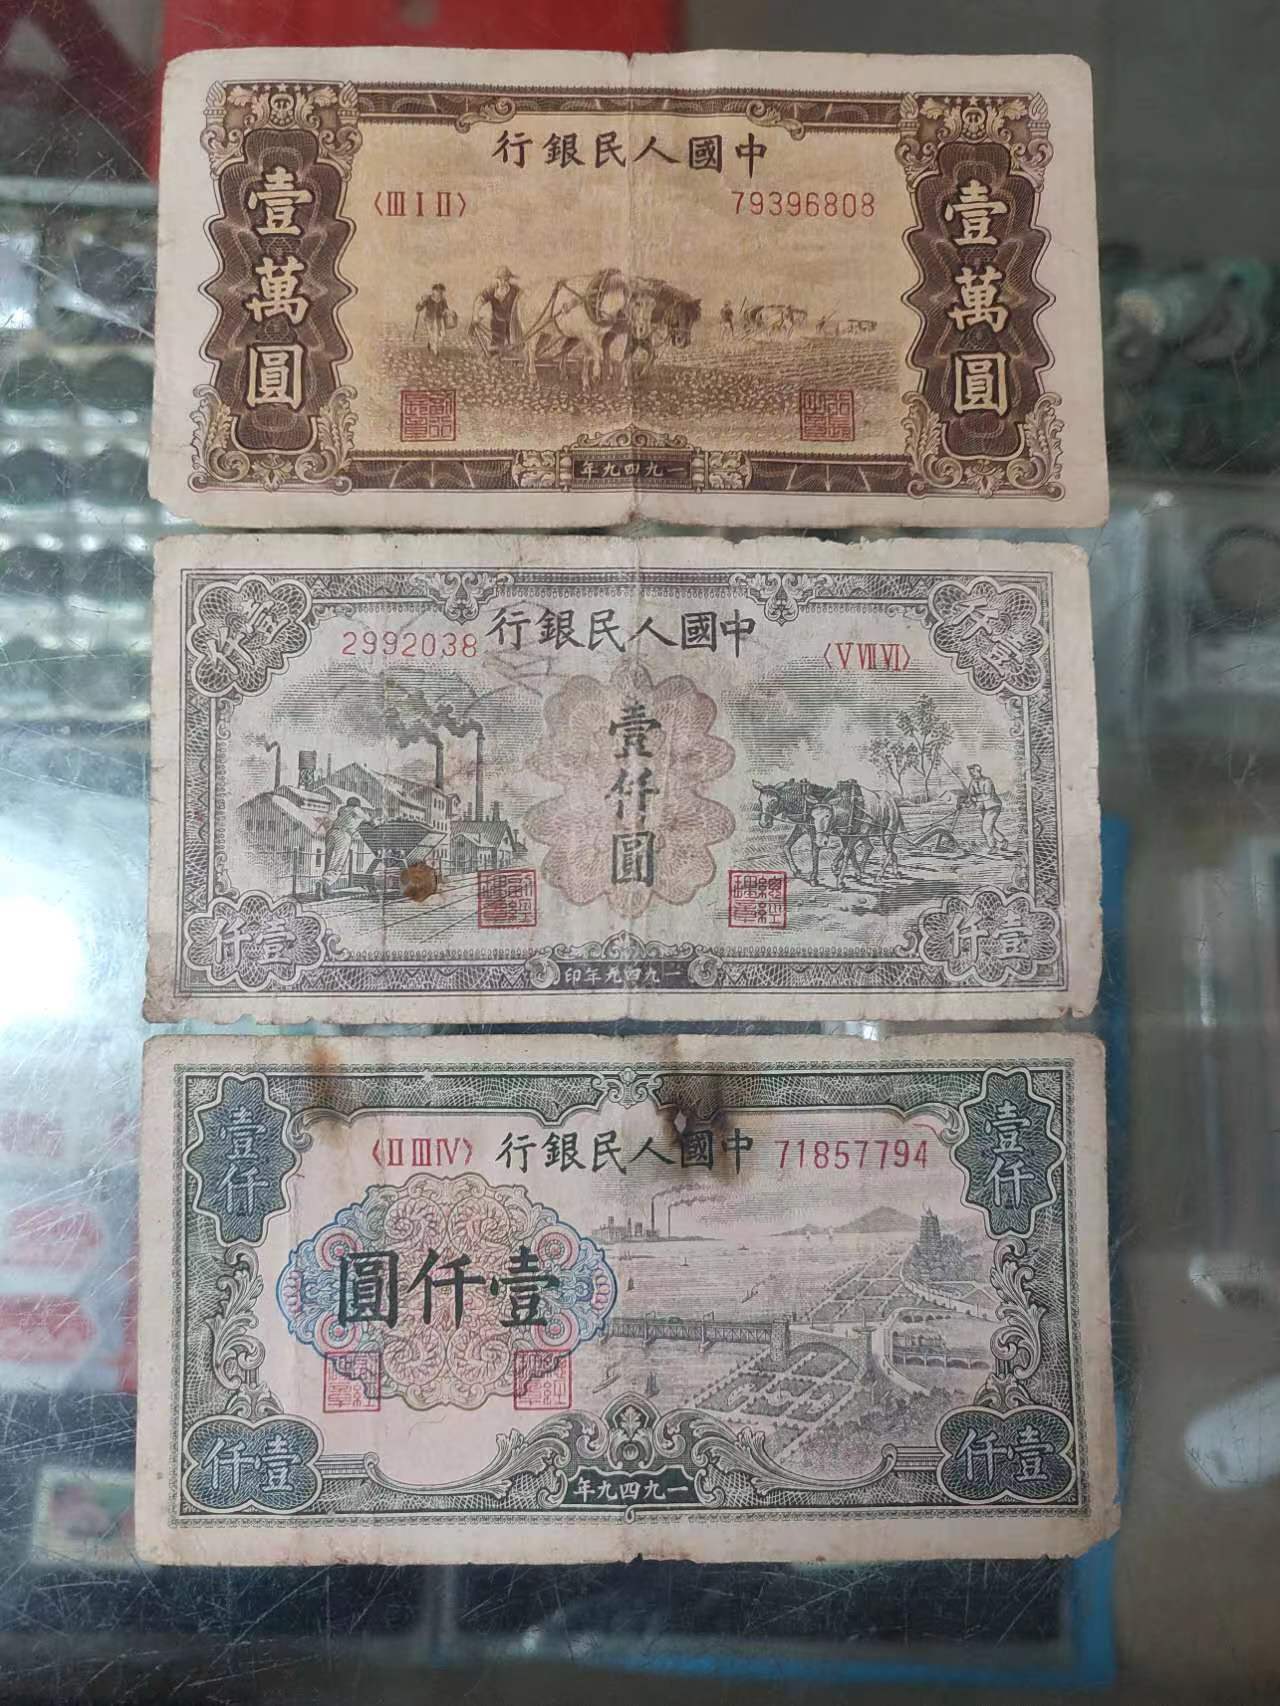 行銀民人國中
〈III I II〉 79396808
壹萬圓
壹萬圓
年九四九一
行銀民人國中
2992038
〈V VII VI〉
壹仟圓
仟壹
仟壹
印年九四九一
〈II III IV〉 行銀民人國中 71857794
壹仟
壹仟
圓仟壹
仟壹
仟壹
年九四九一